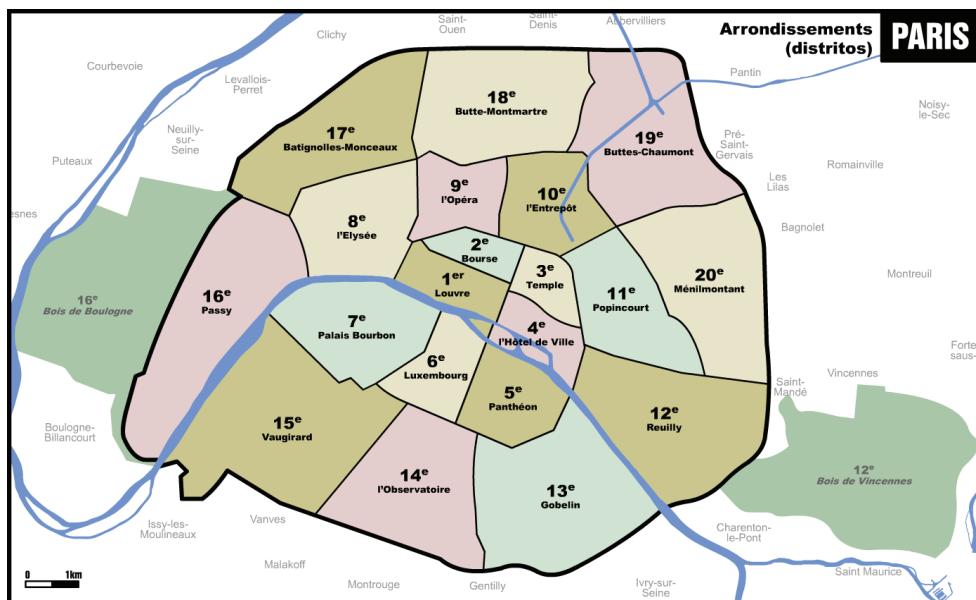 Arrondissements
(distritos)
PARIS
Clichy
Saint-
Ouen
Saint-
Denis
Abbervilliers
Courbevoie
Levallois-
Perret
Pantin
Noisy-
le-Sec
Neuilly-
sur-
Seine
Puteaux
Pré-
Saint-
Gervais
Romainville
Les
Lilas
esnes
Bagnolet
Montreuil
Forte
sous-
Vincennes
Saint-
Mandé
18e
Butte-Montmartre
17e
Batignolles-Monceaux
19e
Buttes-Chaumont
9e
l'Opéra
10e
l'Entrepôt
8e
l'Elysée
2e
Bourse
3e
Temple
1er
Louvre
20e
Ménilmontant
11e
Popincourt
16e
Bois de Boulogne
16e
Passy
7e
Palais Bourbon
4e
l'Hôtel de Ville
6e
Luxembourg
5e
Panthéon
12e
Reuilly
15e
Vaugirard
14e
l'Observatoire
13e
Gobelin
12e
Bois de Vincennes
Boulogne-
Billancourt
Issy-les-
Moulineaux
Vanves
Malakoff
Montrouge
Gentilly
Ivry-sur-
Seine
Charenton-
le-Pont
Saint Maurice
0 1km